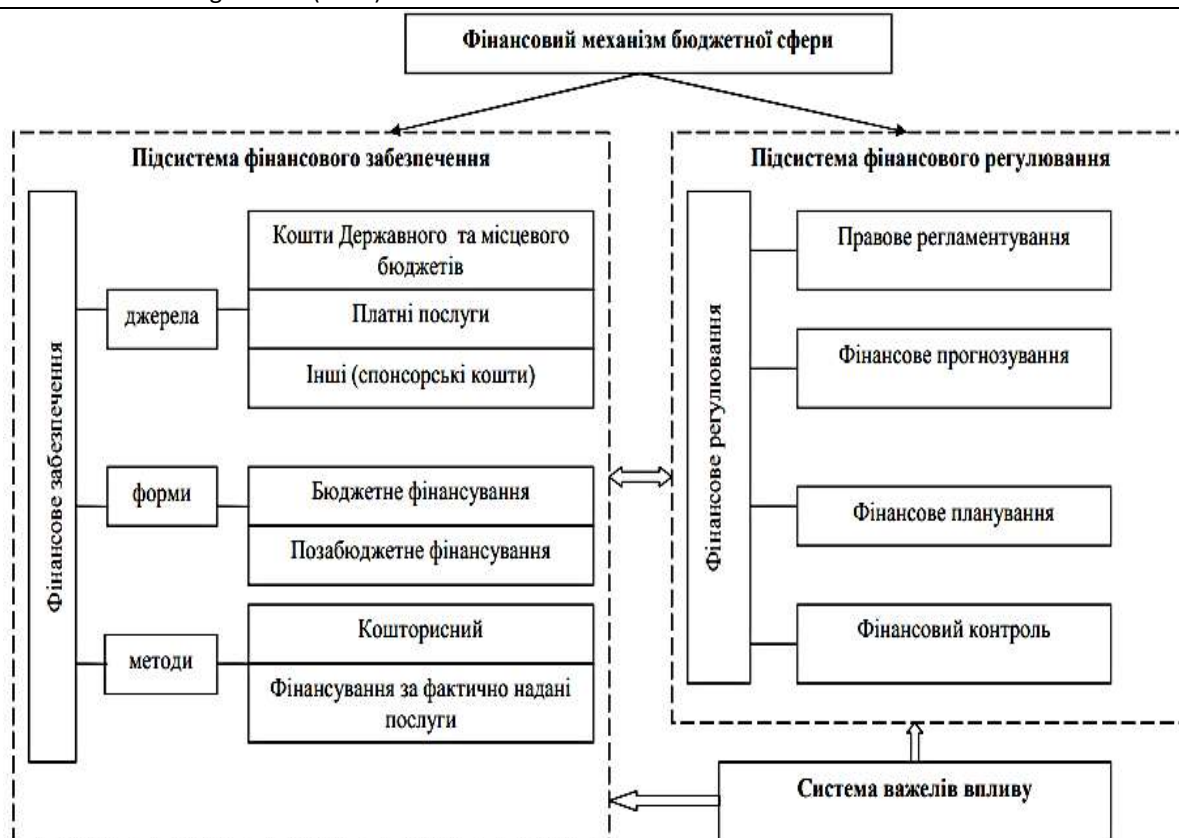 Фінансовий механізм бюджетної сфери
Підсистема фінансового забезпечення
Фінансове забезпечення
джерела
Кошти Державного та місцевого
бюджетів
Платні послуги
Інші (спонсорські кошти)
форми
Бюджетне фінансування
Позабюджетне фінансування
методи
Кошторисний
Фінансування за фактично надані
послуги
Підсистема фінансового регулювання
Фінансове регулювання
Правове регламентування
Фінансове прогнозування
Фінансове планування
Фінансовий контроль
Система важелів впливу